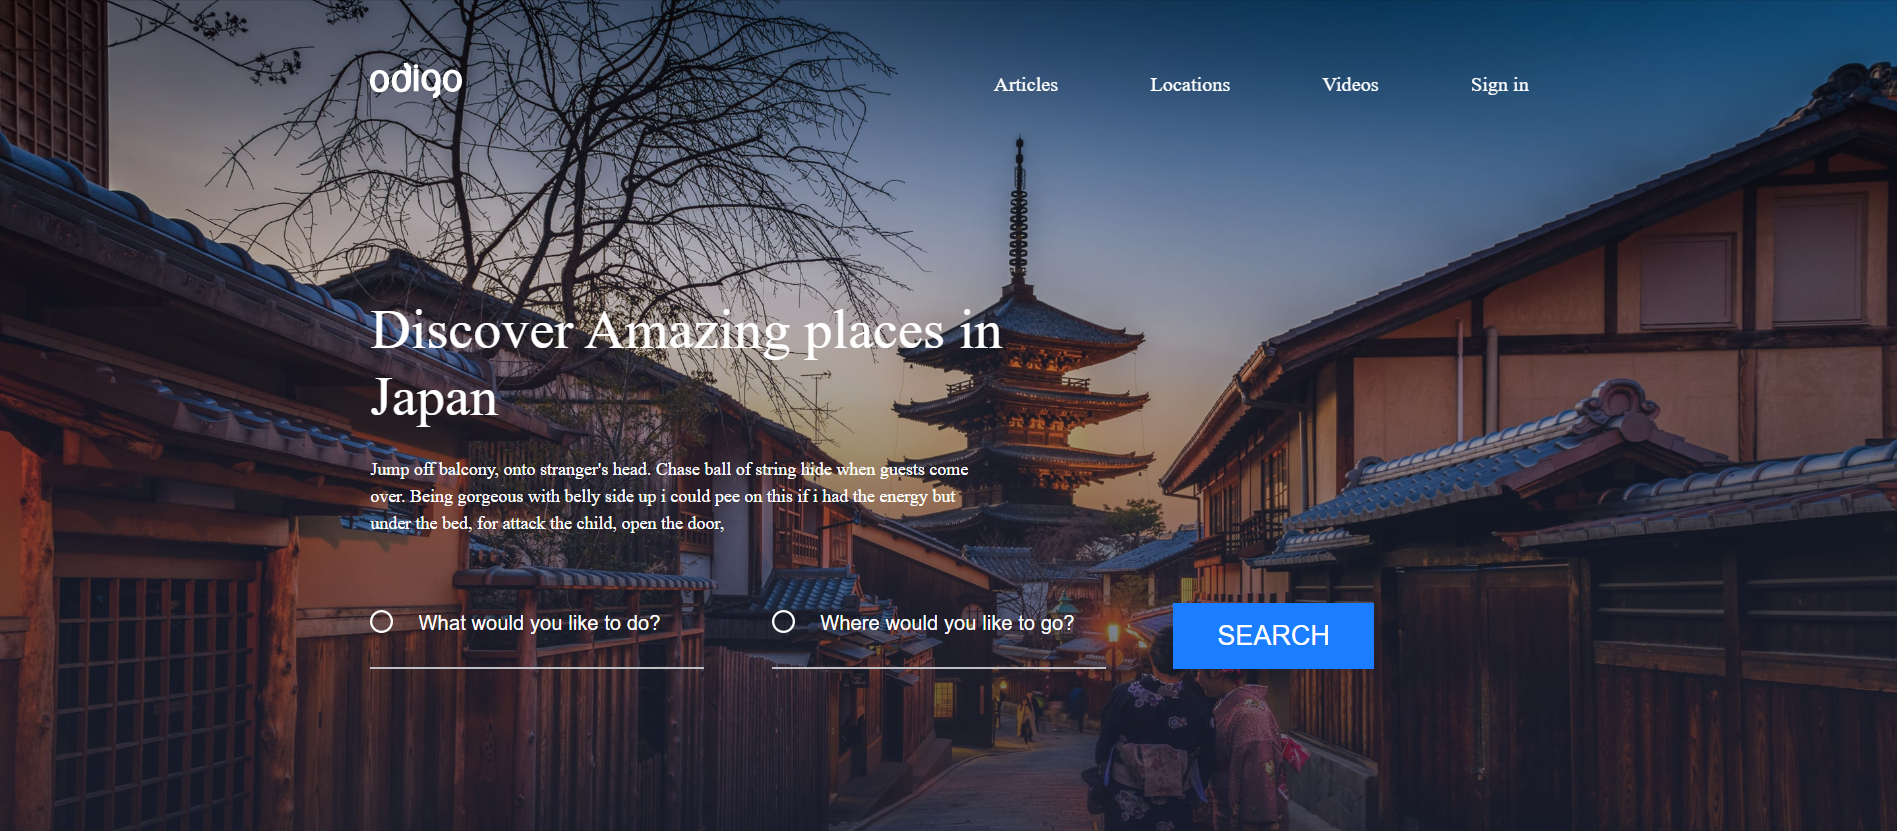 odigo
Articles
Locations
Videos
Sign in
Discover Amazing places in
Japan
Jump off balcony, onto stranger's head. Chase ball of string hide when guests come
over. Being gorgeous with belly side up i could pee on this if i had the energy but
under the bed, for attack the child, open the door,
What would you like to do?
Where would you like to go?
SEARCH